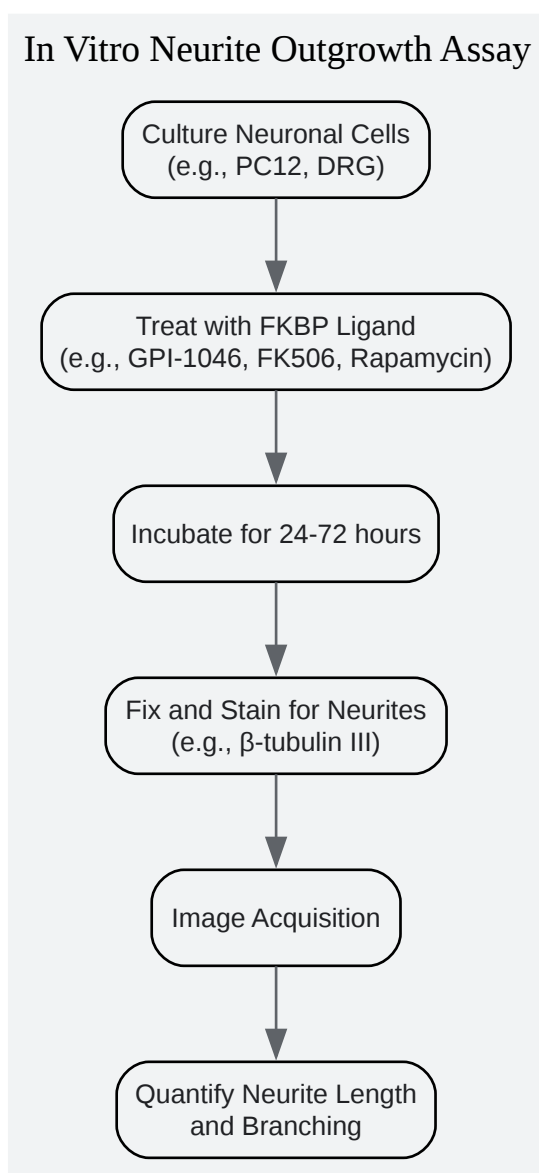 In Vitro Neurite Outgrowth Assay
Culture Neuronal Cells
(e.g., PC12, DRG)
Treat with FKBP Ligand
(e.g., GPI-1046, FK506, Rapamycin)
Incubate for 24-72 hours
Fix and Stain for Neurites
(e.g., β-tubulin III)
Image Acquisition
Quantify Neurite Length
and Branching